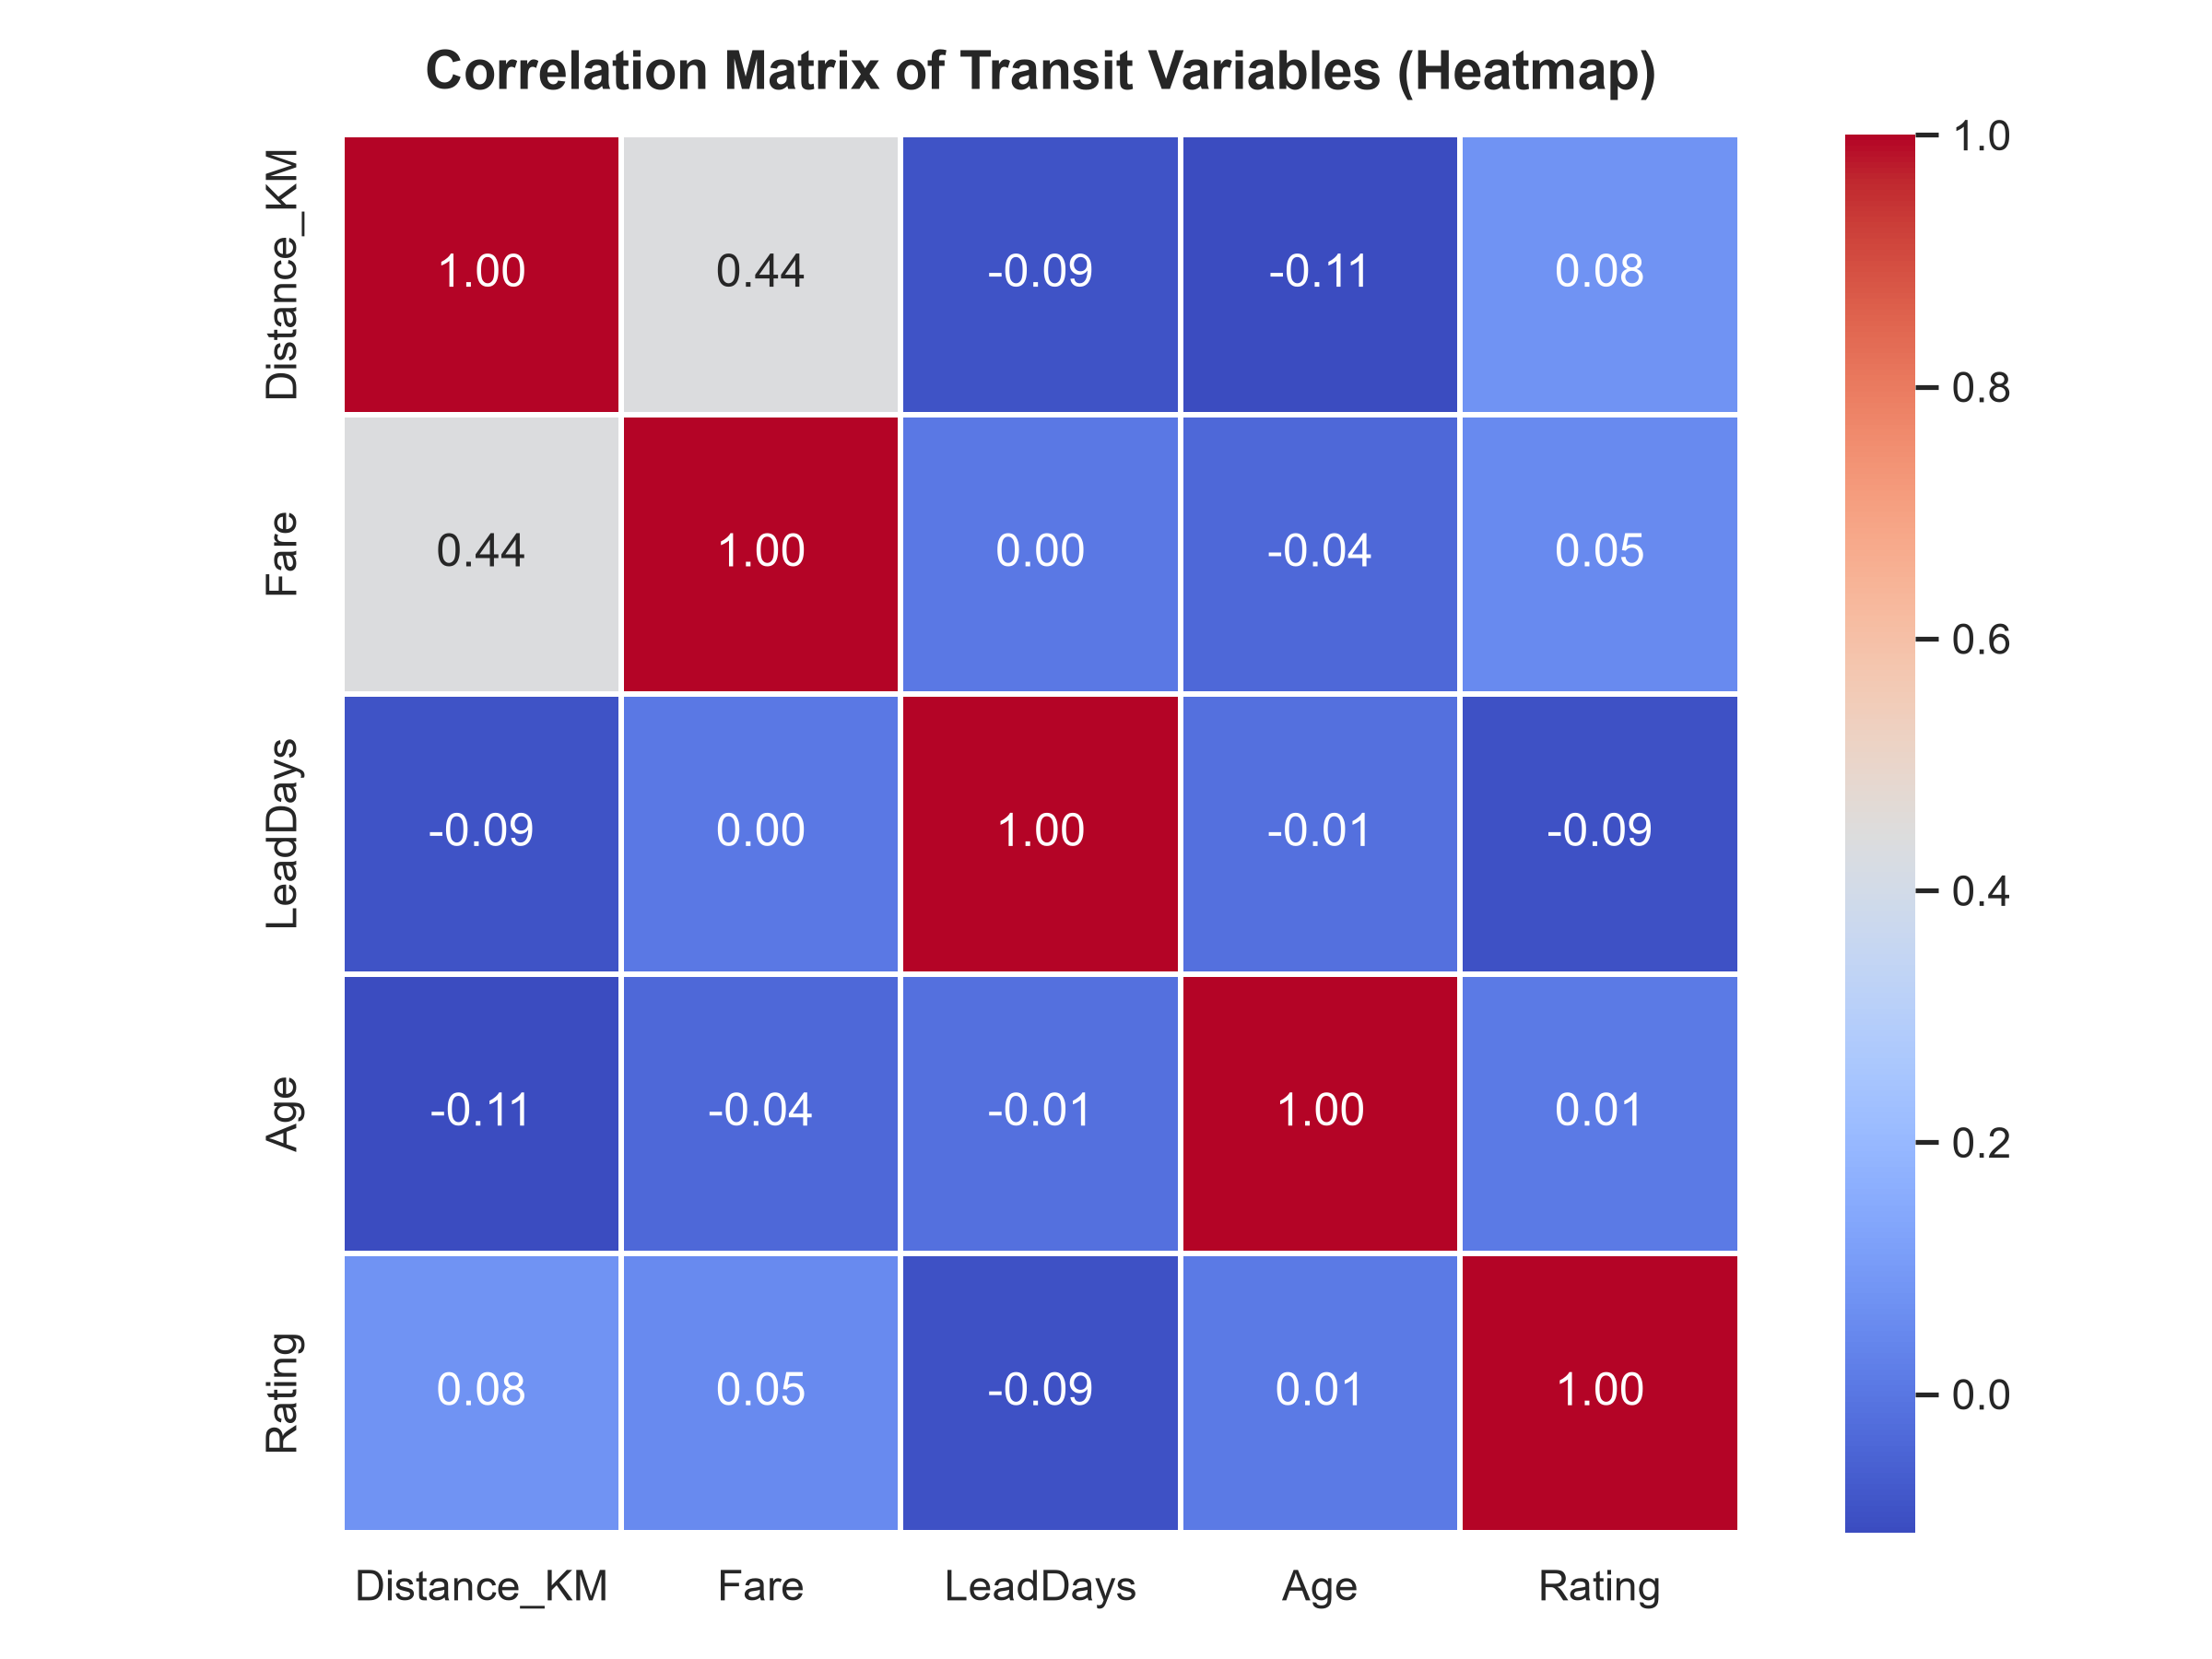 Correlation Matrix of Transit Variables (Heatmap)
Distance_KM 1.00 0.44 -0.09 -0.11 0.08
Fare 0.44 1.00 0.00 -0.04 0.05
LeadDays -0.09 0.00 1.00 -0.01 -0.09
Age -0.11 -0.04 -0.01 1.00 0.01
Rating 0.08 0.05 -0.09 0.01 1.00
Distance_KM Fare LeadDays Age Rating
1.0
0.8
0.6
0.4
0.2
0.0